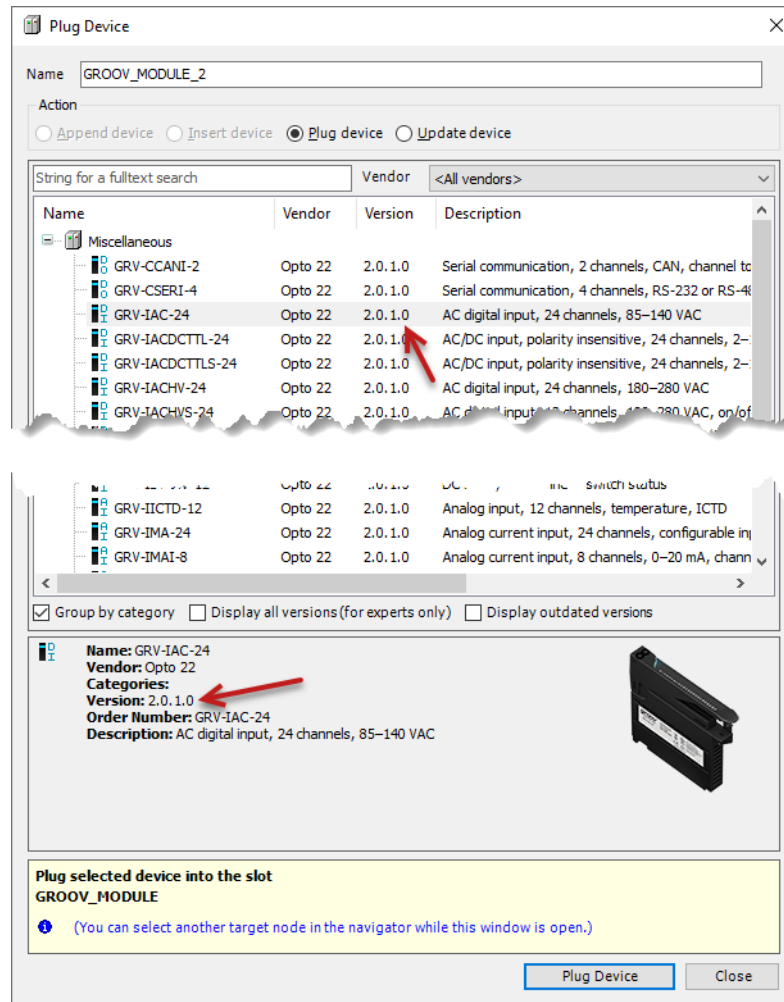 Plug Device
Name GROOV_MODULE_2
Action
Append device Insert device Plug device Update device
String for a fulltext search Vendor <All vendors>
Name Vendor Version Description
Miscellaneous
GRV-CCANI-2 Opto 22 2.0.1.0 Serial communication, 2 channels, CAN, channel to
GRV-CSERI-4 Opto 22 2.0.1.0 Serial communication, 4 channels, RS-232 or RS-48
GRV-IAC-24 Opto 22 2.0.1.0 AC digital input, 24 channels, 85–140 VAC
GRV-IACDCTTL-24 Opto 22 2.0.1.0 AC/DC input, polarity insensitive, 24 channels, 2–
GRV-IACDCTTLS-24 Opto 22 2.0.1.0 AC/DC input, polarity insensitive, 24 channels, 2–
GRV-IACHV-24 Opto 22 2.0.1.0 AC digital input, 24 channels, 180–280 VAC
GRV-IACHVS-24 Opto 22 2.0.1.0 AC digital input, channels, VAC, on/of
Opto 22 switch status
GRV-IICTD-12 Opto 22 2.0.1.0 Analog input, 12 channels, temperature, ICTD
GRV-IMA-24 Opto 22 2.0.1.0 Analog current input, 24 channels, configurable inp
GRV-IMAI-8 Opto 22 2.0.1.0 Analog current input, 8 channels, 0–20 mA, chann
Group by category Display all versions (for experts only) Display outdated versions
Name: GRV-IAC-24
Vendor: Opto 22
Categories:
Version: 2.0.1.0
Order Number: GRV-IAC-24
Description: AC digital input, 24 channels, 85–140 VAC
Plug selected device into the slot
GROOV_MODULE
(You can select another target node in the navigator while this window is open.)
Plug Device Close